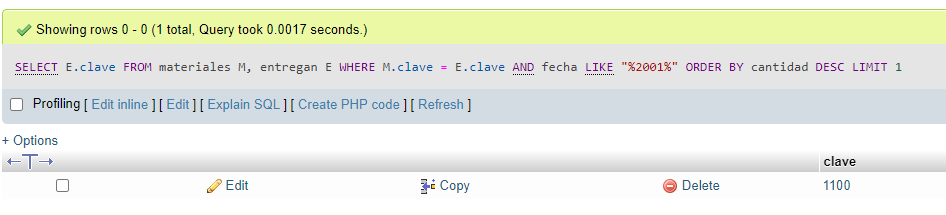 Showing rows 0 - 0 (1 total, Query took 0.0017 seconds.)
SELECT E.clave FROM materiales M, entregan E WHERE M.clave = E.clave AND fecha LIKE "%2001%" ORDER BY cantidad DESC LIMIT 1
Profiling [ Edit inline ] [ Edit ] [ Explain SQL ] [ Create PHP code ] [ Refresh ]
+ Options
←T→ clave
Edit Copy Delete 1100